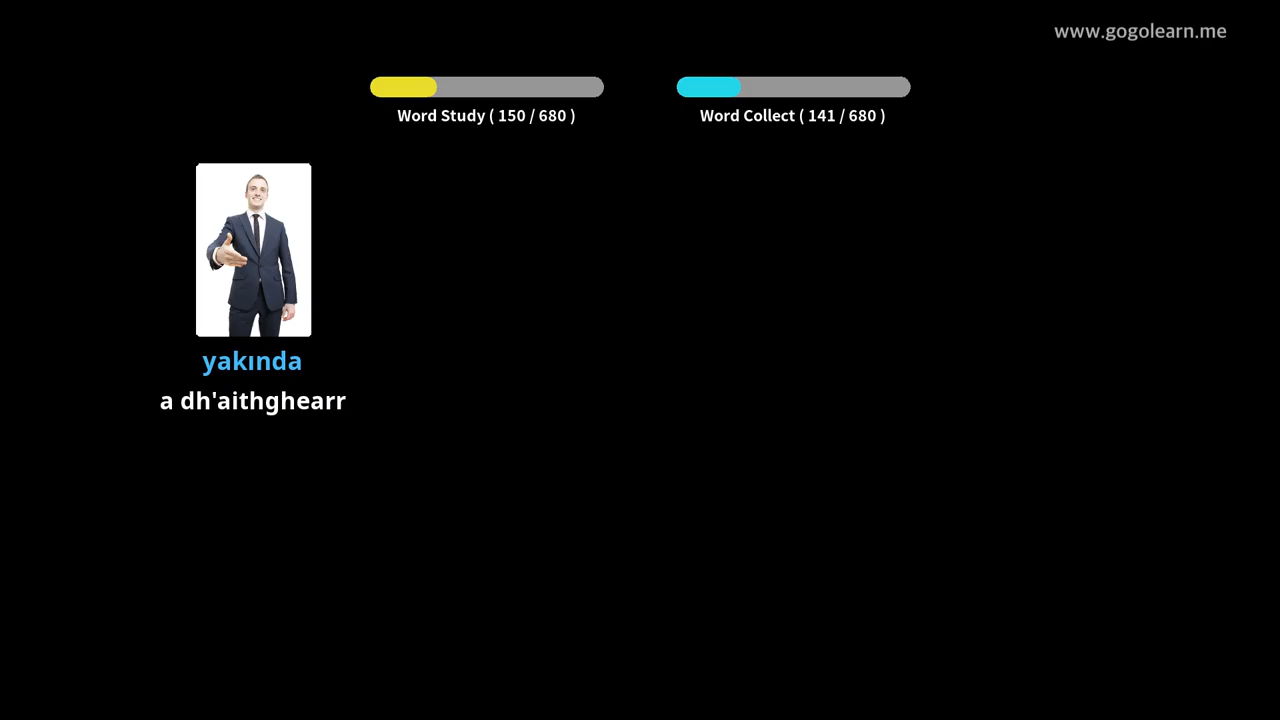 www.gogolearn.me
Word Study ( 150 / 680 )
Word Collect ( 141 / 680 )
yakında
a dh'aithghearr